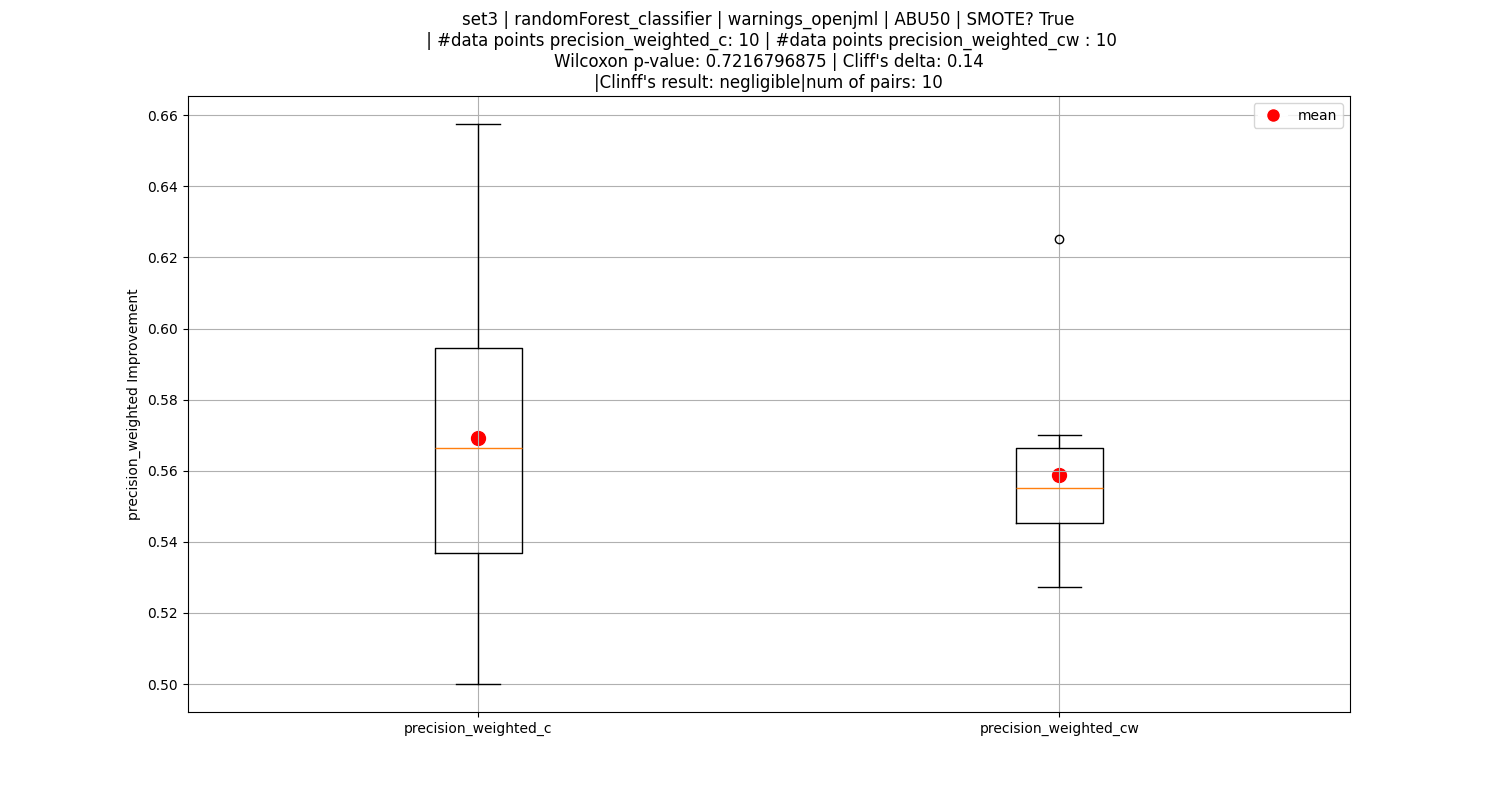 set3 | randomForest_classifier | warnings_openjml | ABU50 | SMOTE? True
| #data points precision_weighted_c: 10 | #data points precision_weighted_cw : 10
Wilcoxon p-value: 0.7216796875 | Cliff's delta: 0.14
|Clinff's result: negligible|num of pairs: 10
mean
0.66
0.64
0.62
0.60
0.58
0.56
0.54
0.52
0.50
precision_weighted Improvement
precision_weighted_c
precision_weighted_cw